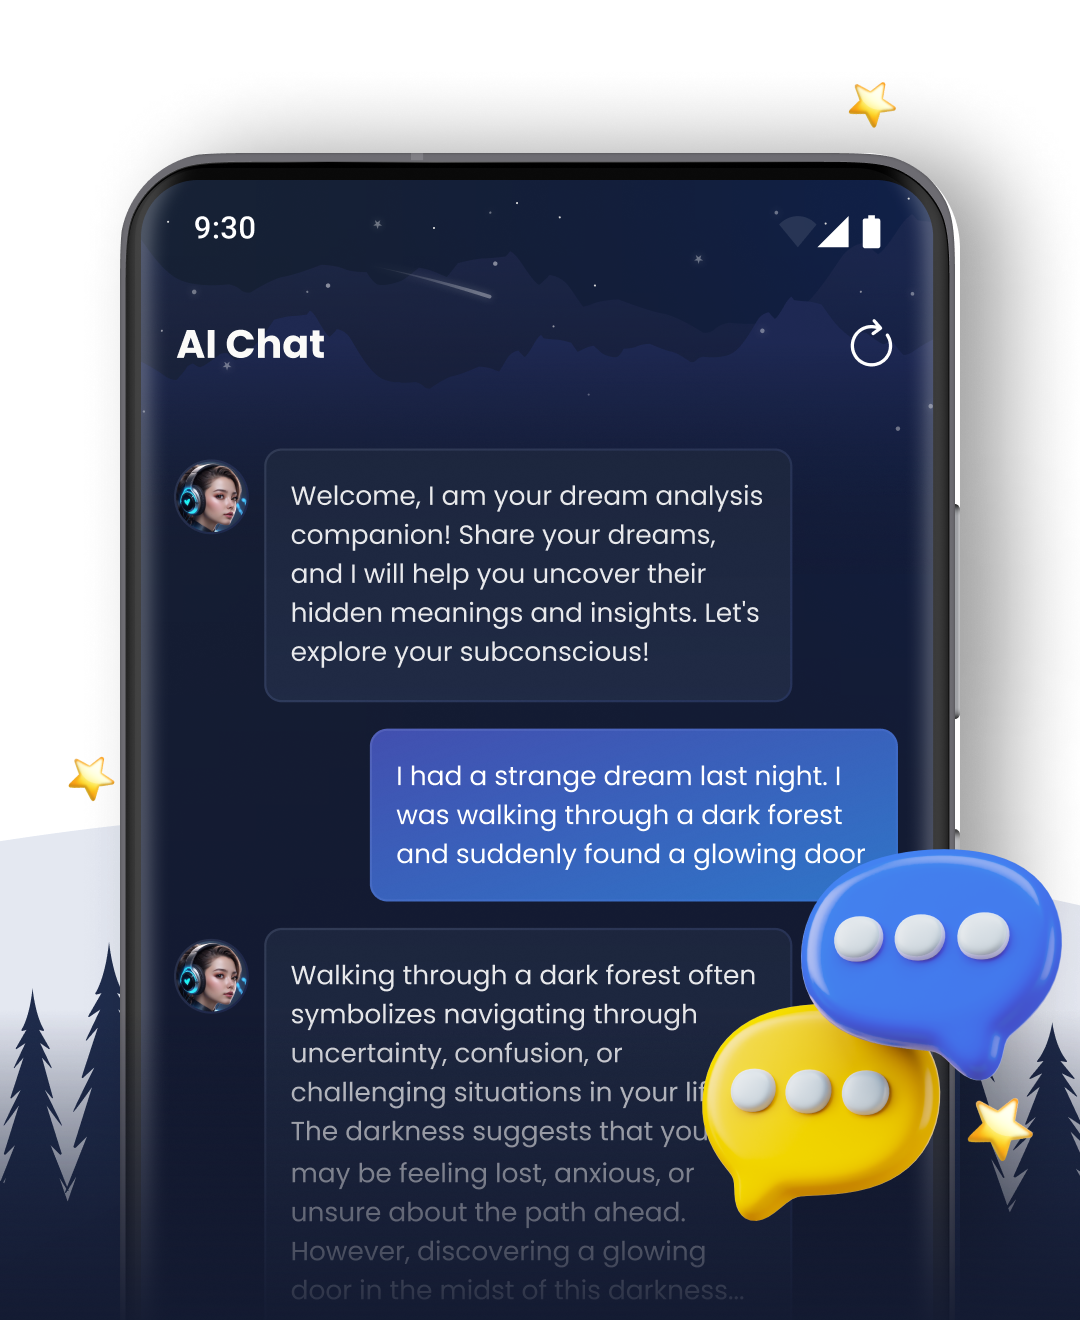 9:30
AI Chat
Welcome, I am your dream analysis
companion! Share your dreams,
and I will help you uncover their
hidden meanings and insights. Let's
explore your subconscious!
I had a strange dream last night. I
was walking through a dark forest
and suddenly found a glowing door
Walking through a dark forest often
symbolizes navigating through
uncertainty, confusion, or
challenging situations in your
The darkness suggests that you
may be feeling lost, anxious, or
unsure about the path ahead.
However, discovering a glowing
door in the midst of this darkness...